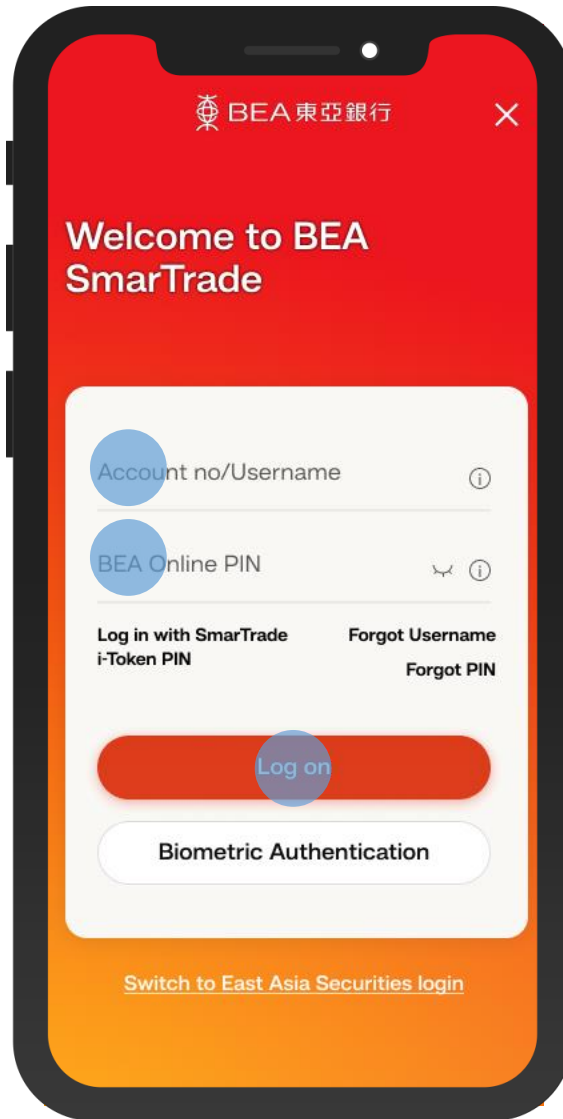 BEA東亞銀行
Welcome to BEA
SmarTrade
Account no/Username
BEA Online PIN
Log in with SmarTrade
i-Token PIN
Forgot Username
Forgot PIN
Log on
Biometric Authentication
Switch to East Asia Securities login